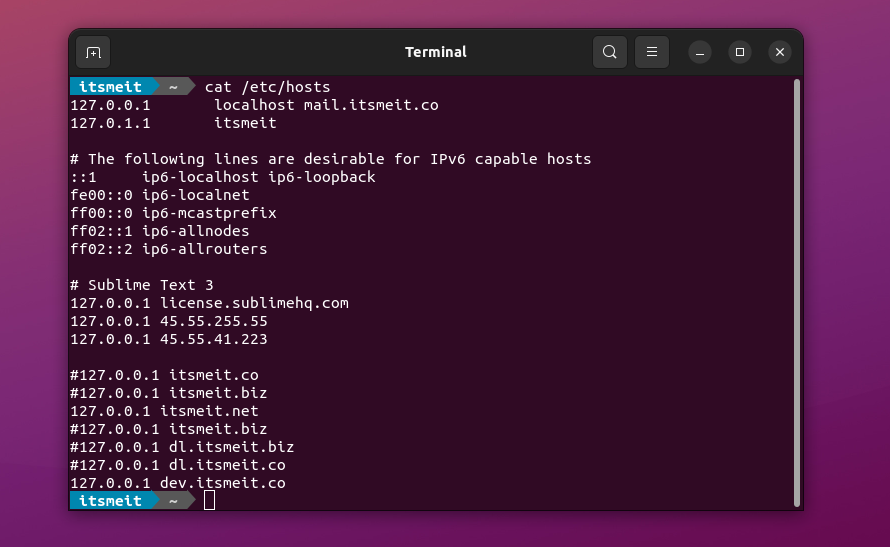 Terminal
itsmeit ~ cat /etc/hosts
127.0.0.1       localhost mail.itsmeit.co
127.0.1.1       itsmeit

# The following lines are desirable for IPv6 capable hosts
::1     ip6-localhost ip6-loopback
fe00::0 ip6-localnet
ff00::0 ip6-mcastprefix
ff02::1 ip6-allnodes
ff02::2 ip6-allrouters

# Sublime Text 3
127.0.0.1 license.sublimehq.com
127.0.0.1 45.55.255.55
127.0.0.1 45.55.41.223

#127.0.0.1 itsmeit.co
#127.0.0.1 itsmeit.biz
127.0.0.1 itsmeit.net
#127.0.0.1 itsmeit.biz
#127.0.0.1 dl.itsmeit.biz
#127.0.0.1 dl.itsmeit.co
127.0.0.1 dev.itsmeit.co
itsmeit ~